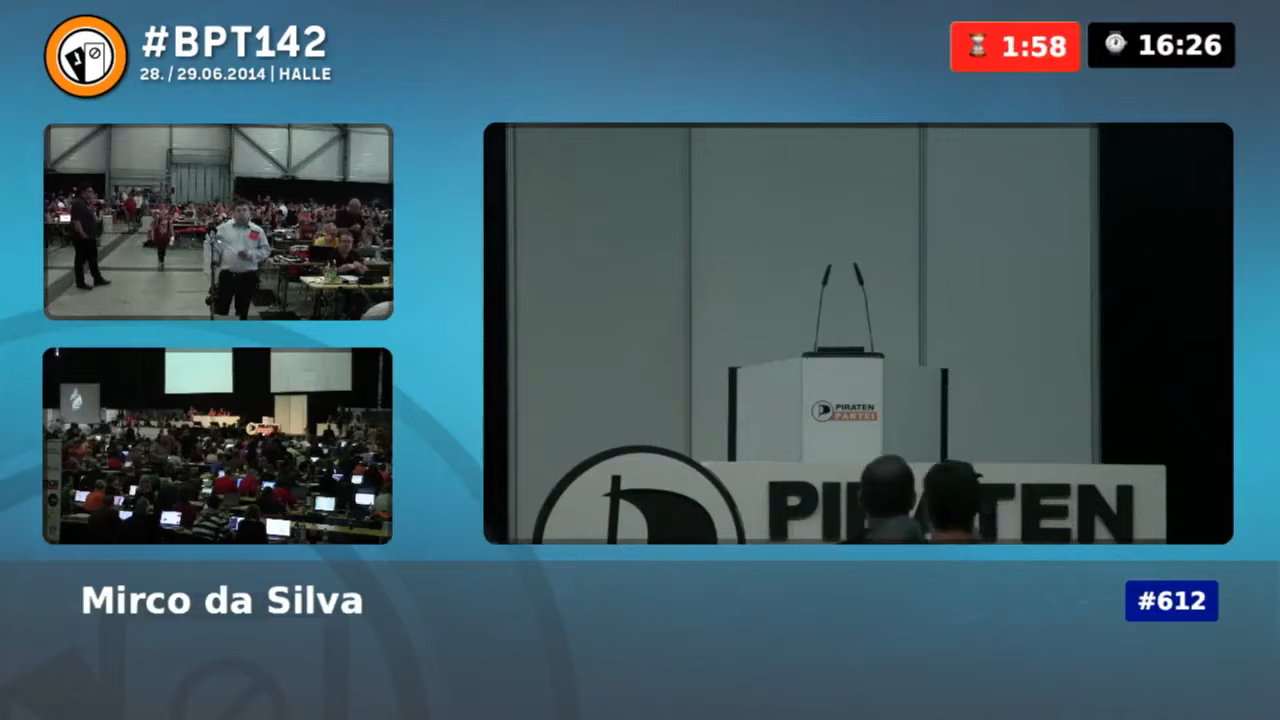 #BPT142
28. / 29.06.2014 | HALLE
1:58
16:26
PIRATEN
PARTEI
PIRATEN
Mirco da Silva
#612